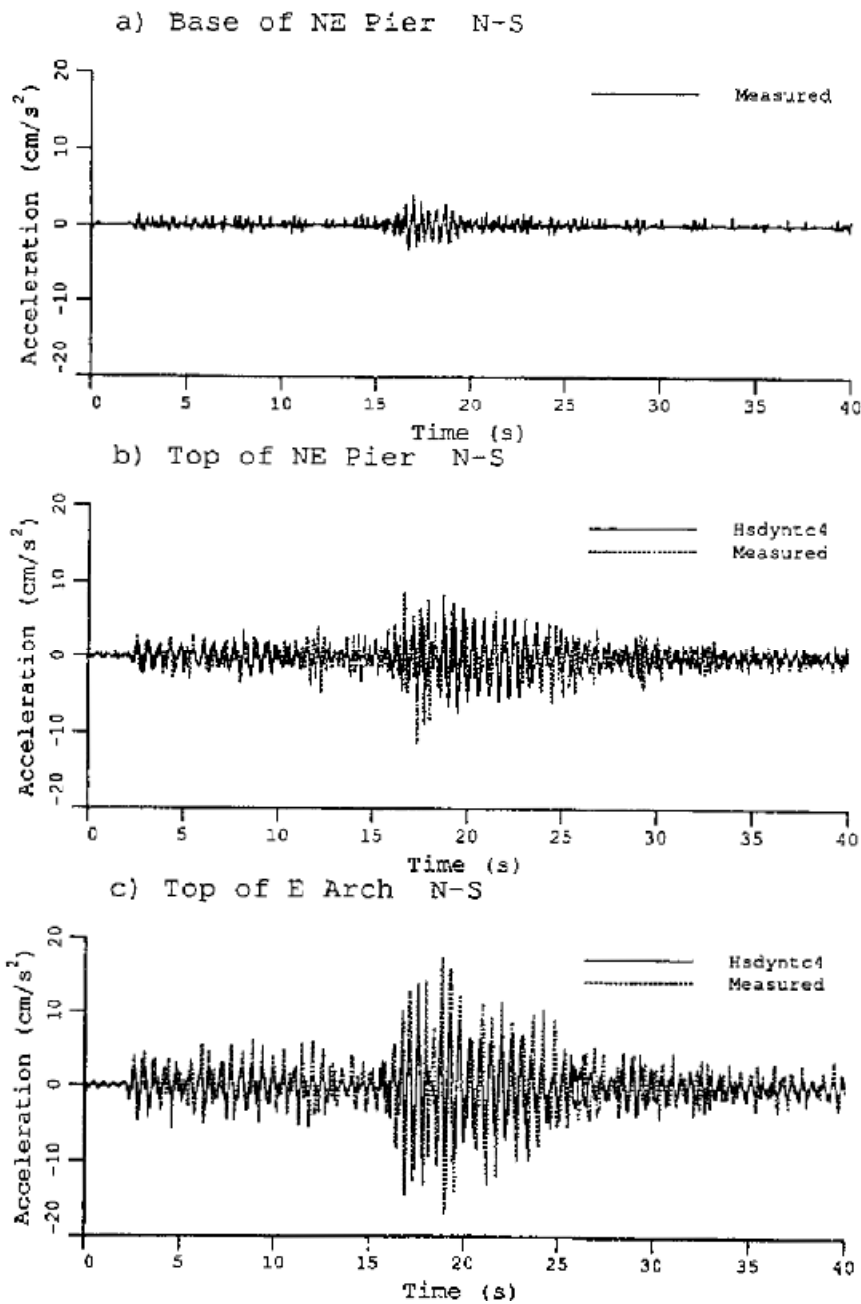 a) Base of NE Pier N-S
20
10
0
-10
-20
Acceleration (cm/s²)
Measured
0 5 10 15 20 25 30 35 40
Time (s)
b) Top of NE Pier N-S
20
10
0
-10
-20
Acceleration (cm/s²)
Hsdyntc4
Measured
0 5 10 15 20 25 30 35 40
Time (s)
c) Top of E Arch N-S
20
10
0
-10
-20
Acceleration (cm/s²)
Hsdyntc4
Measured
0 5 10 15 20 25 30 35 40
Time (s)